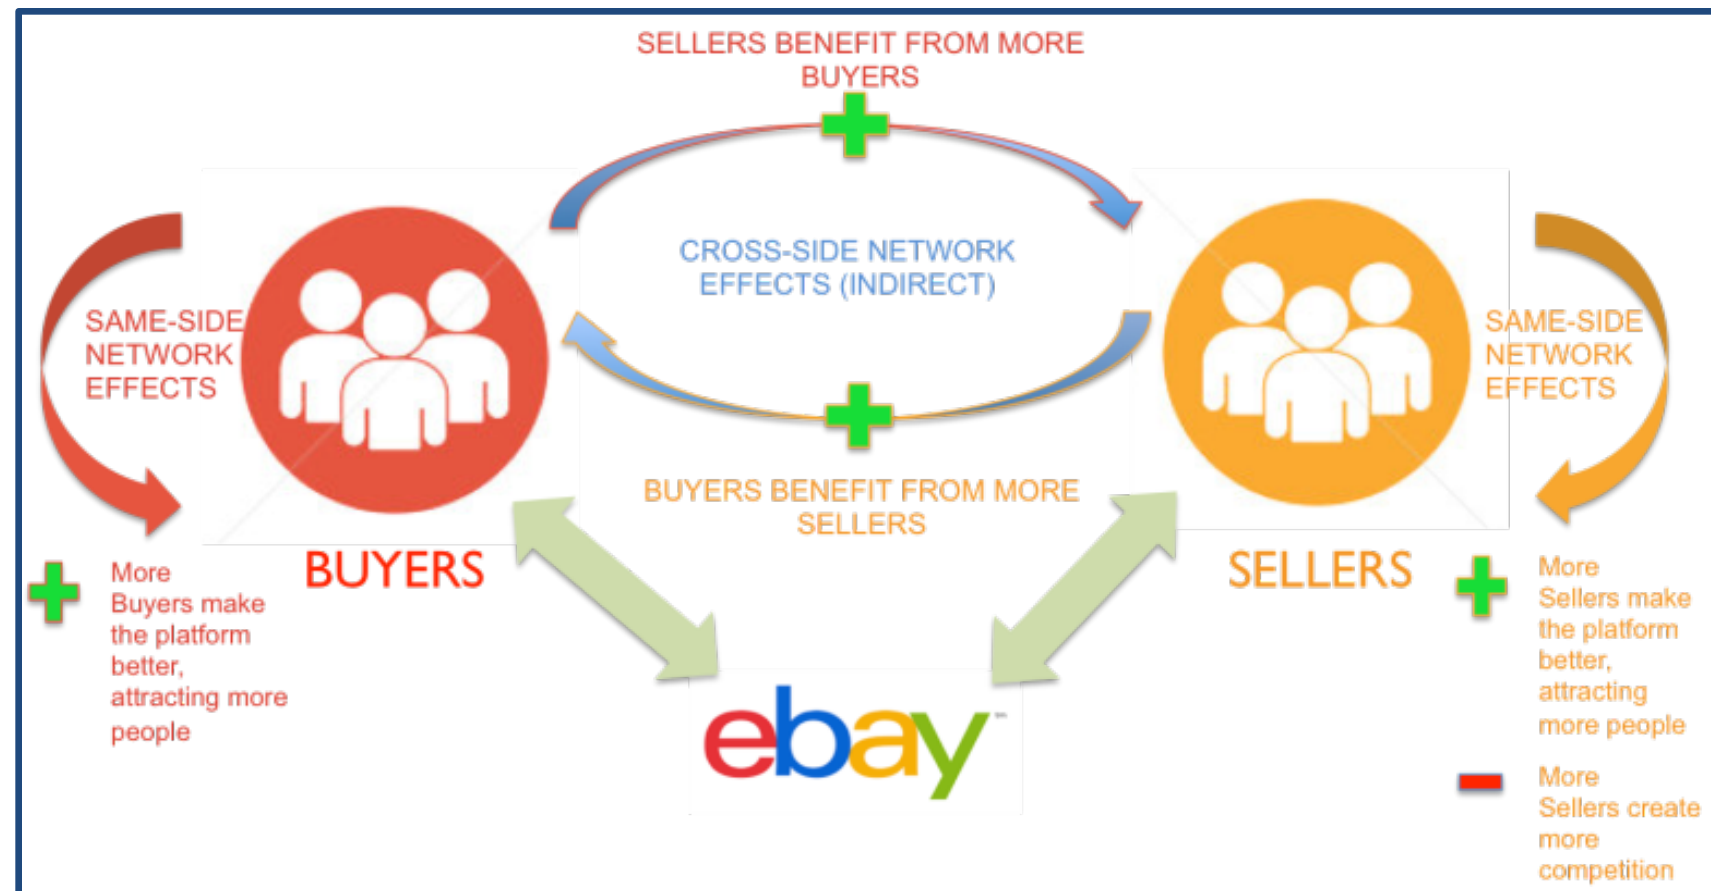 SELLERS BENEFIT FROM MORE
BUYERS
CROSS-SIDE NETWORK
EFFECTS (INDIRECT)
SAME-SIDE
NETWORK
EFFECTS
SAME-SIDE
NETWORK
EFFECTS
BUYERS BENEFIT FROM MORE
SELLERS
BUYERS
SELLERS
More
Buyers make
the platform
better,
attracting more
people
ebay
More
Sellers make
the platform
better,
attracting
more people
More
Sellers create
more
competition